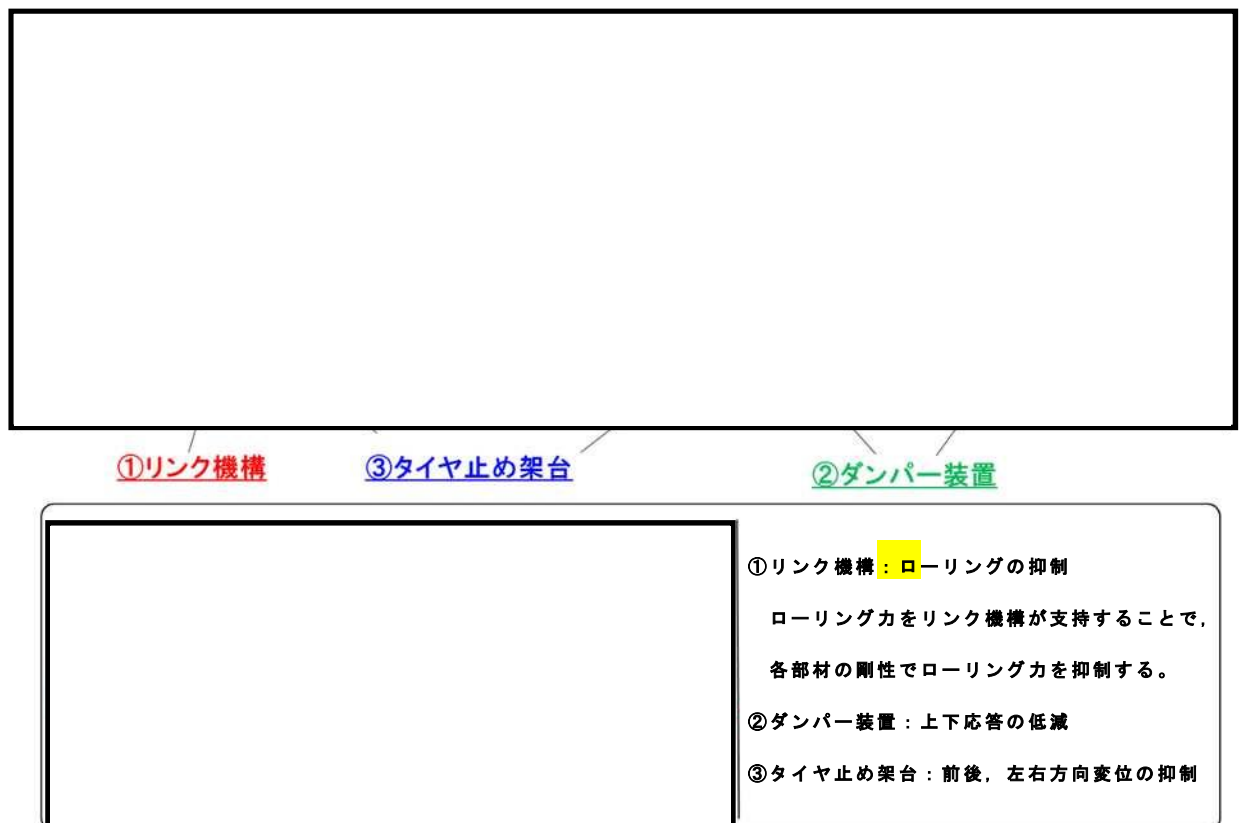 ①リンク機構
③タイヤ止め架台
②ダンパー装置
①リンク機構：ローリングの抑制
ローリング力をリンク機構が支持することで，
各部材の剛性でローリング力を抑制する。
②ダンパー装置：上下応答の低減
③タイヤ止め架台：前後，左右方向変位の抑制